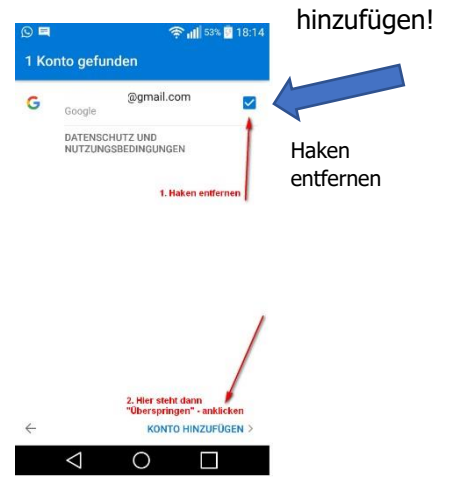 hinzufügen!
53% 18:14
1 Konto gefunden
@gmail.com
Google
DATENSCHUTZ UND
NUTZUNGSBEDINGUNGEN
1. Haken entfernen
Haken
entfernen
2. Hier steht dann
"Überspringen" - anklicken
KONTO HINZUFÜGEN >